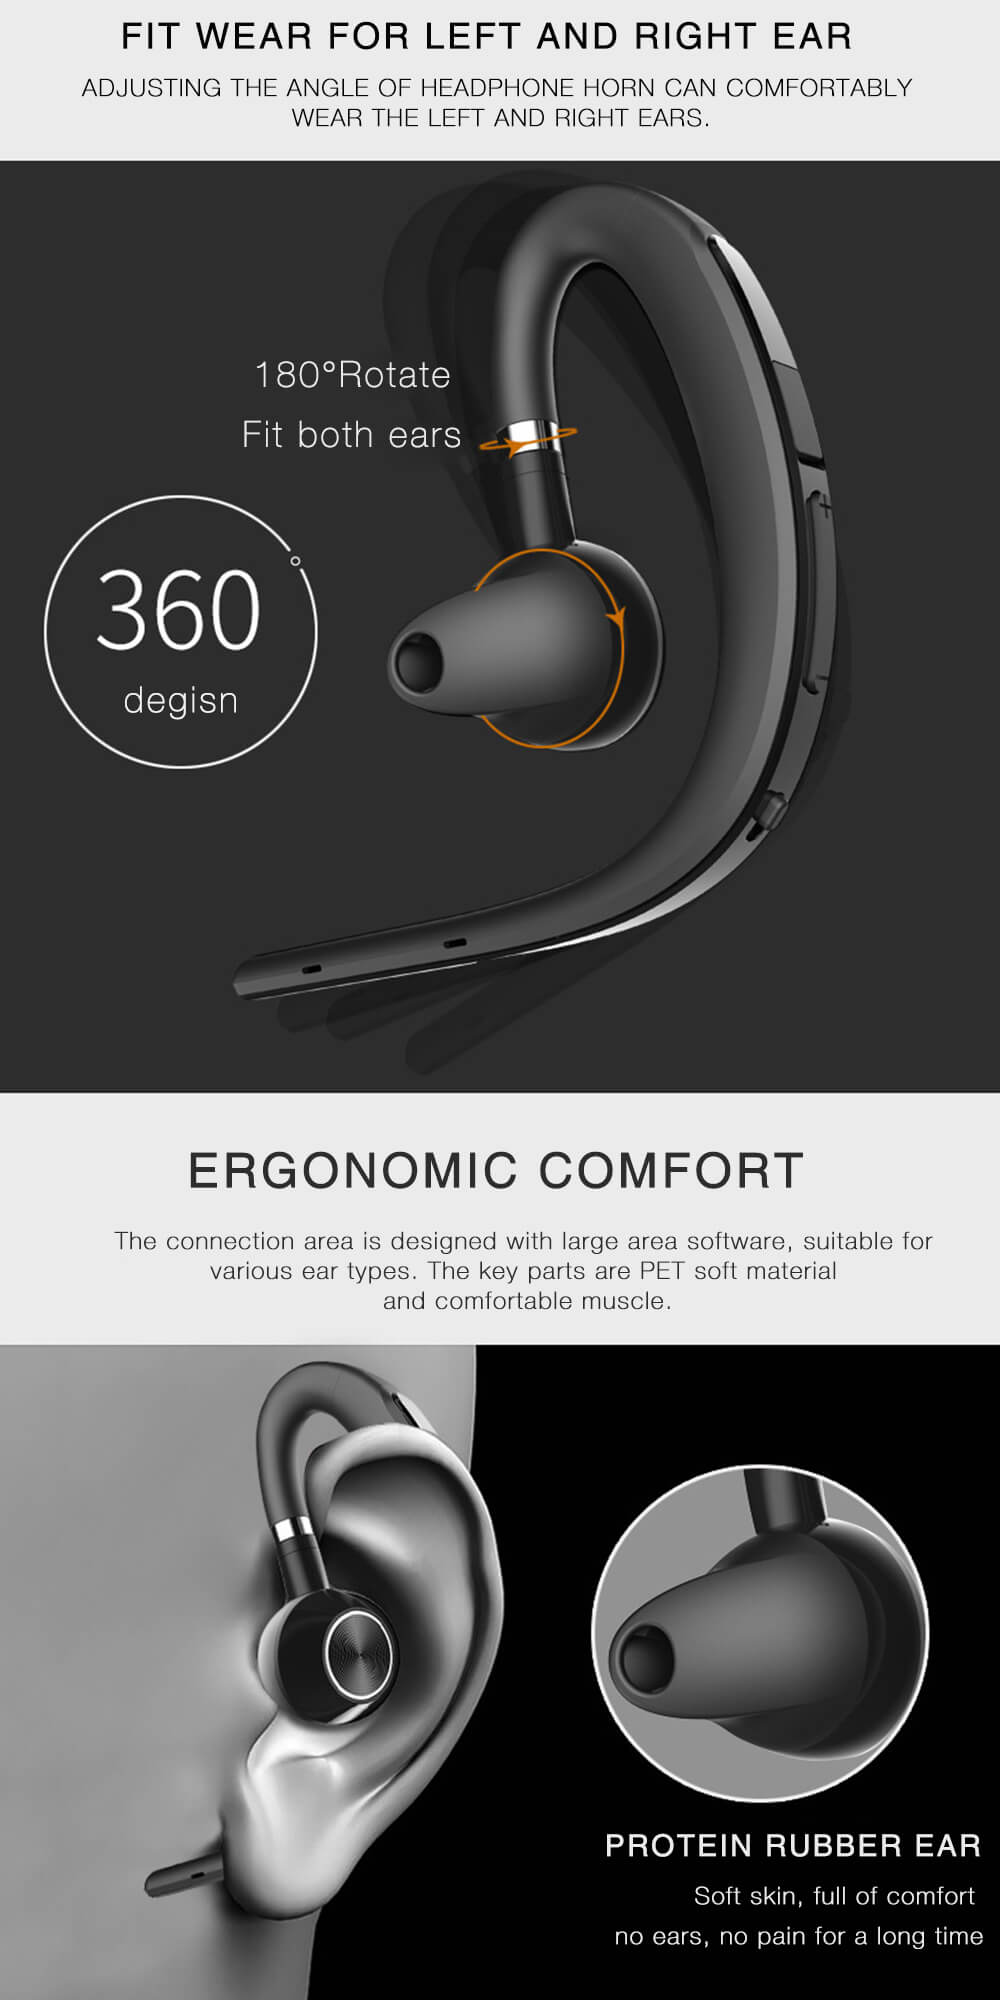 FIT WEAR FOR LEFT AND RIGHT EAR
ADJUSTING THE ANGLE OF HEADPHONE HORN CAN COMFORTABLY
WEAR THE LEFT AND RIGHT EARS.
180°Rotate
Fit both ears
360°
degisn
ERGONOMIC COMFORT
The connection area is designed with large area software, suitable for
various ear types. The key parts are PET soft material
and comfortable muscle.
PROTEIN RUBBER EAR
Soft skin, full of comfort
no ears, no pain for a long time